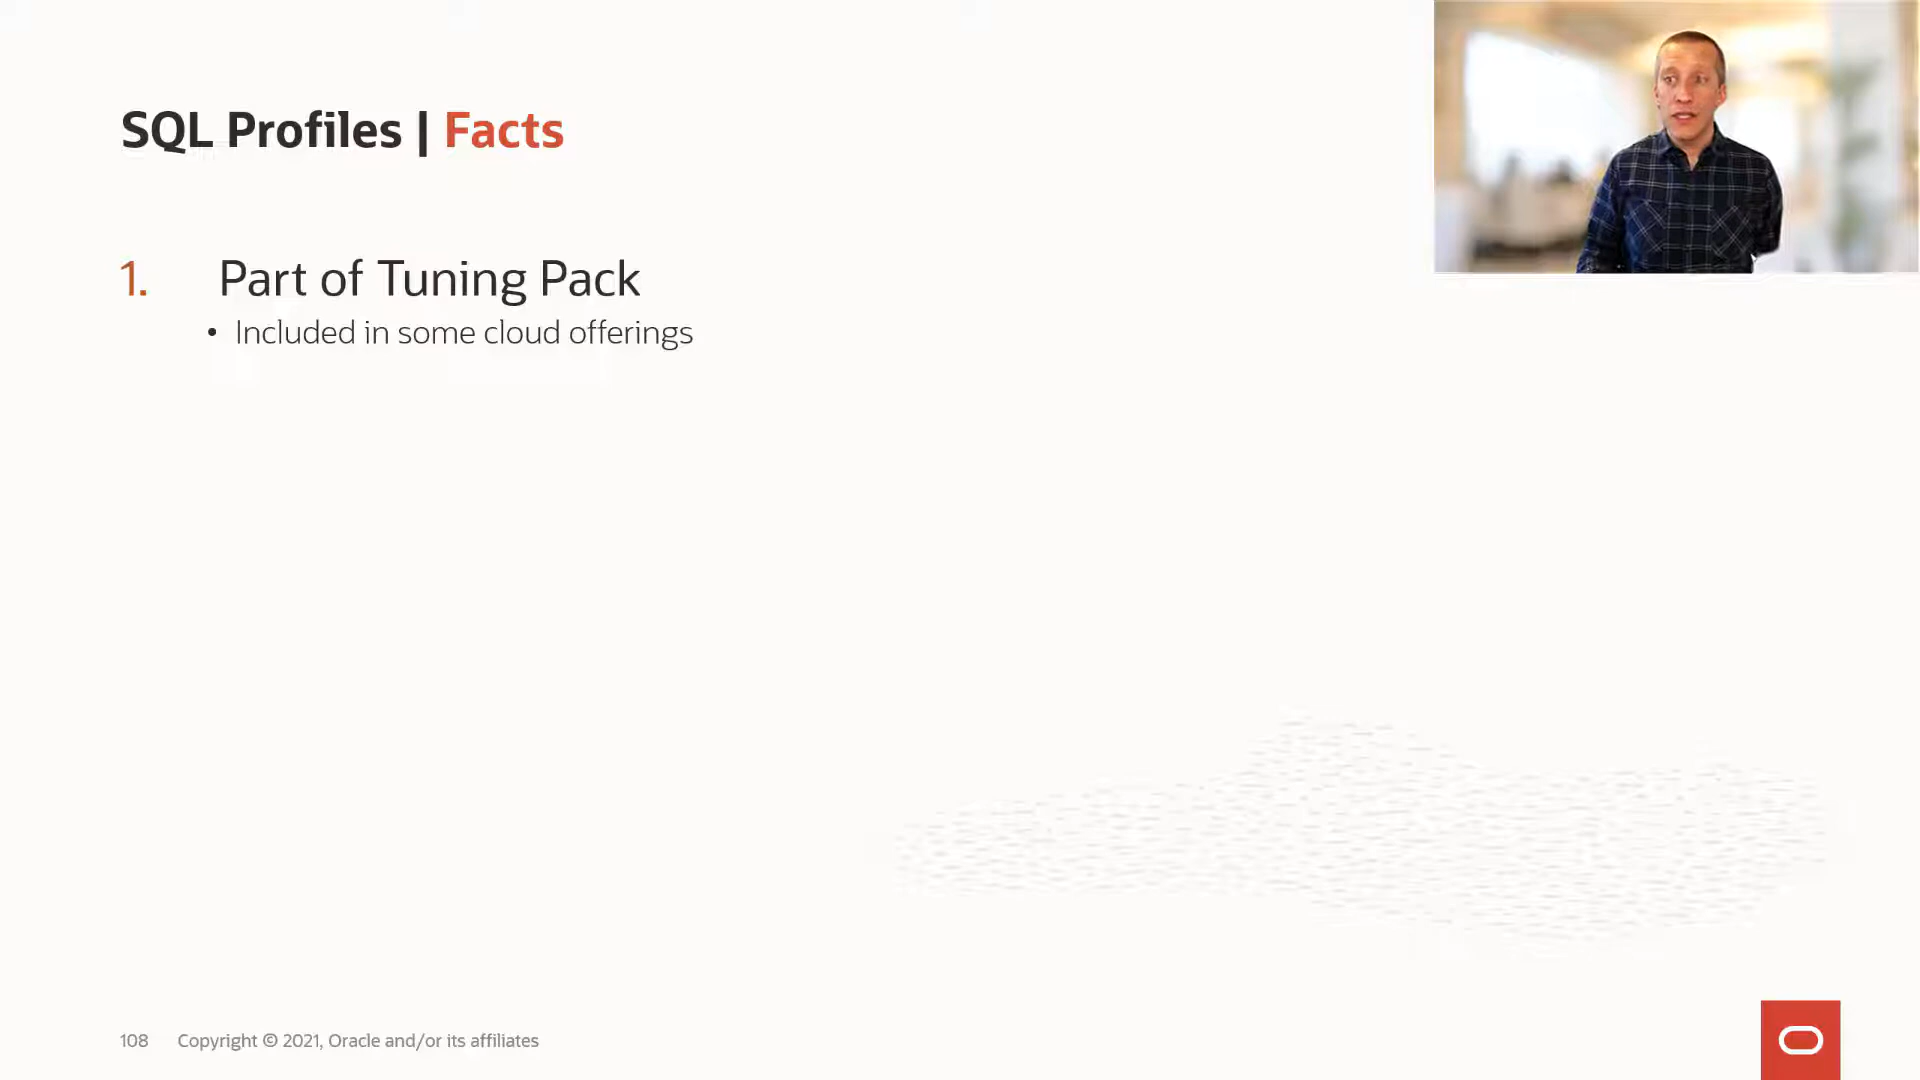 SQL Profiles | Facts
1. Part of Tuning Pack
• Included in some cloud offerings
108 Copyright © 2021, Oracle and/or its affiliates